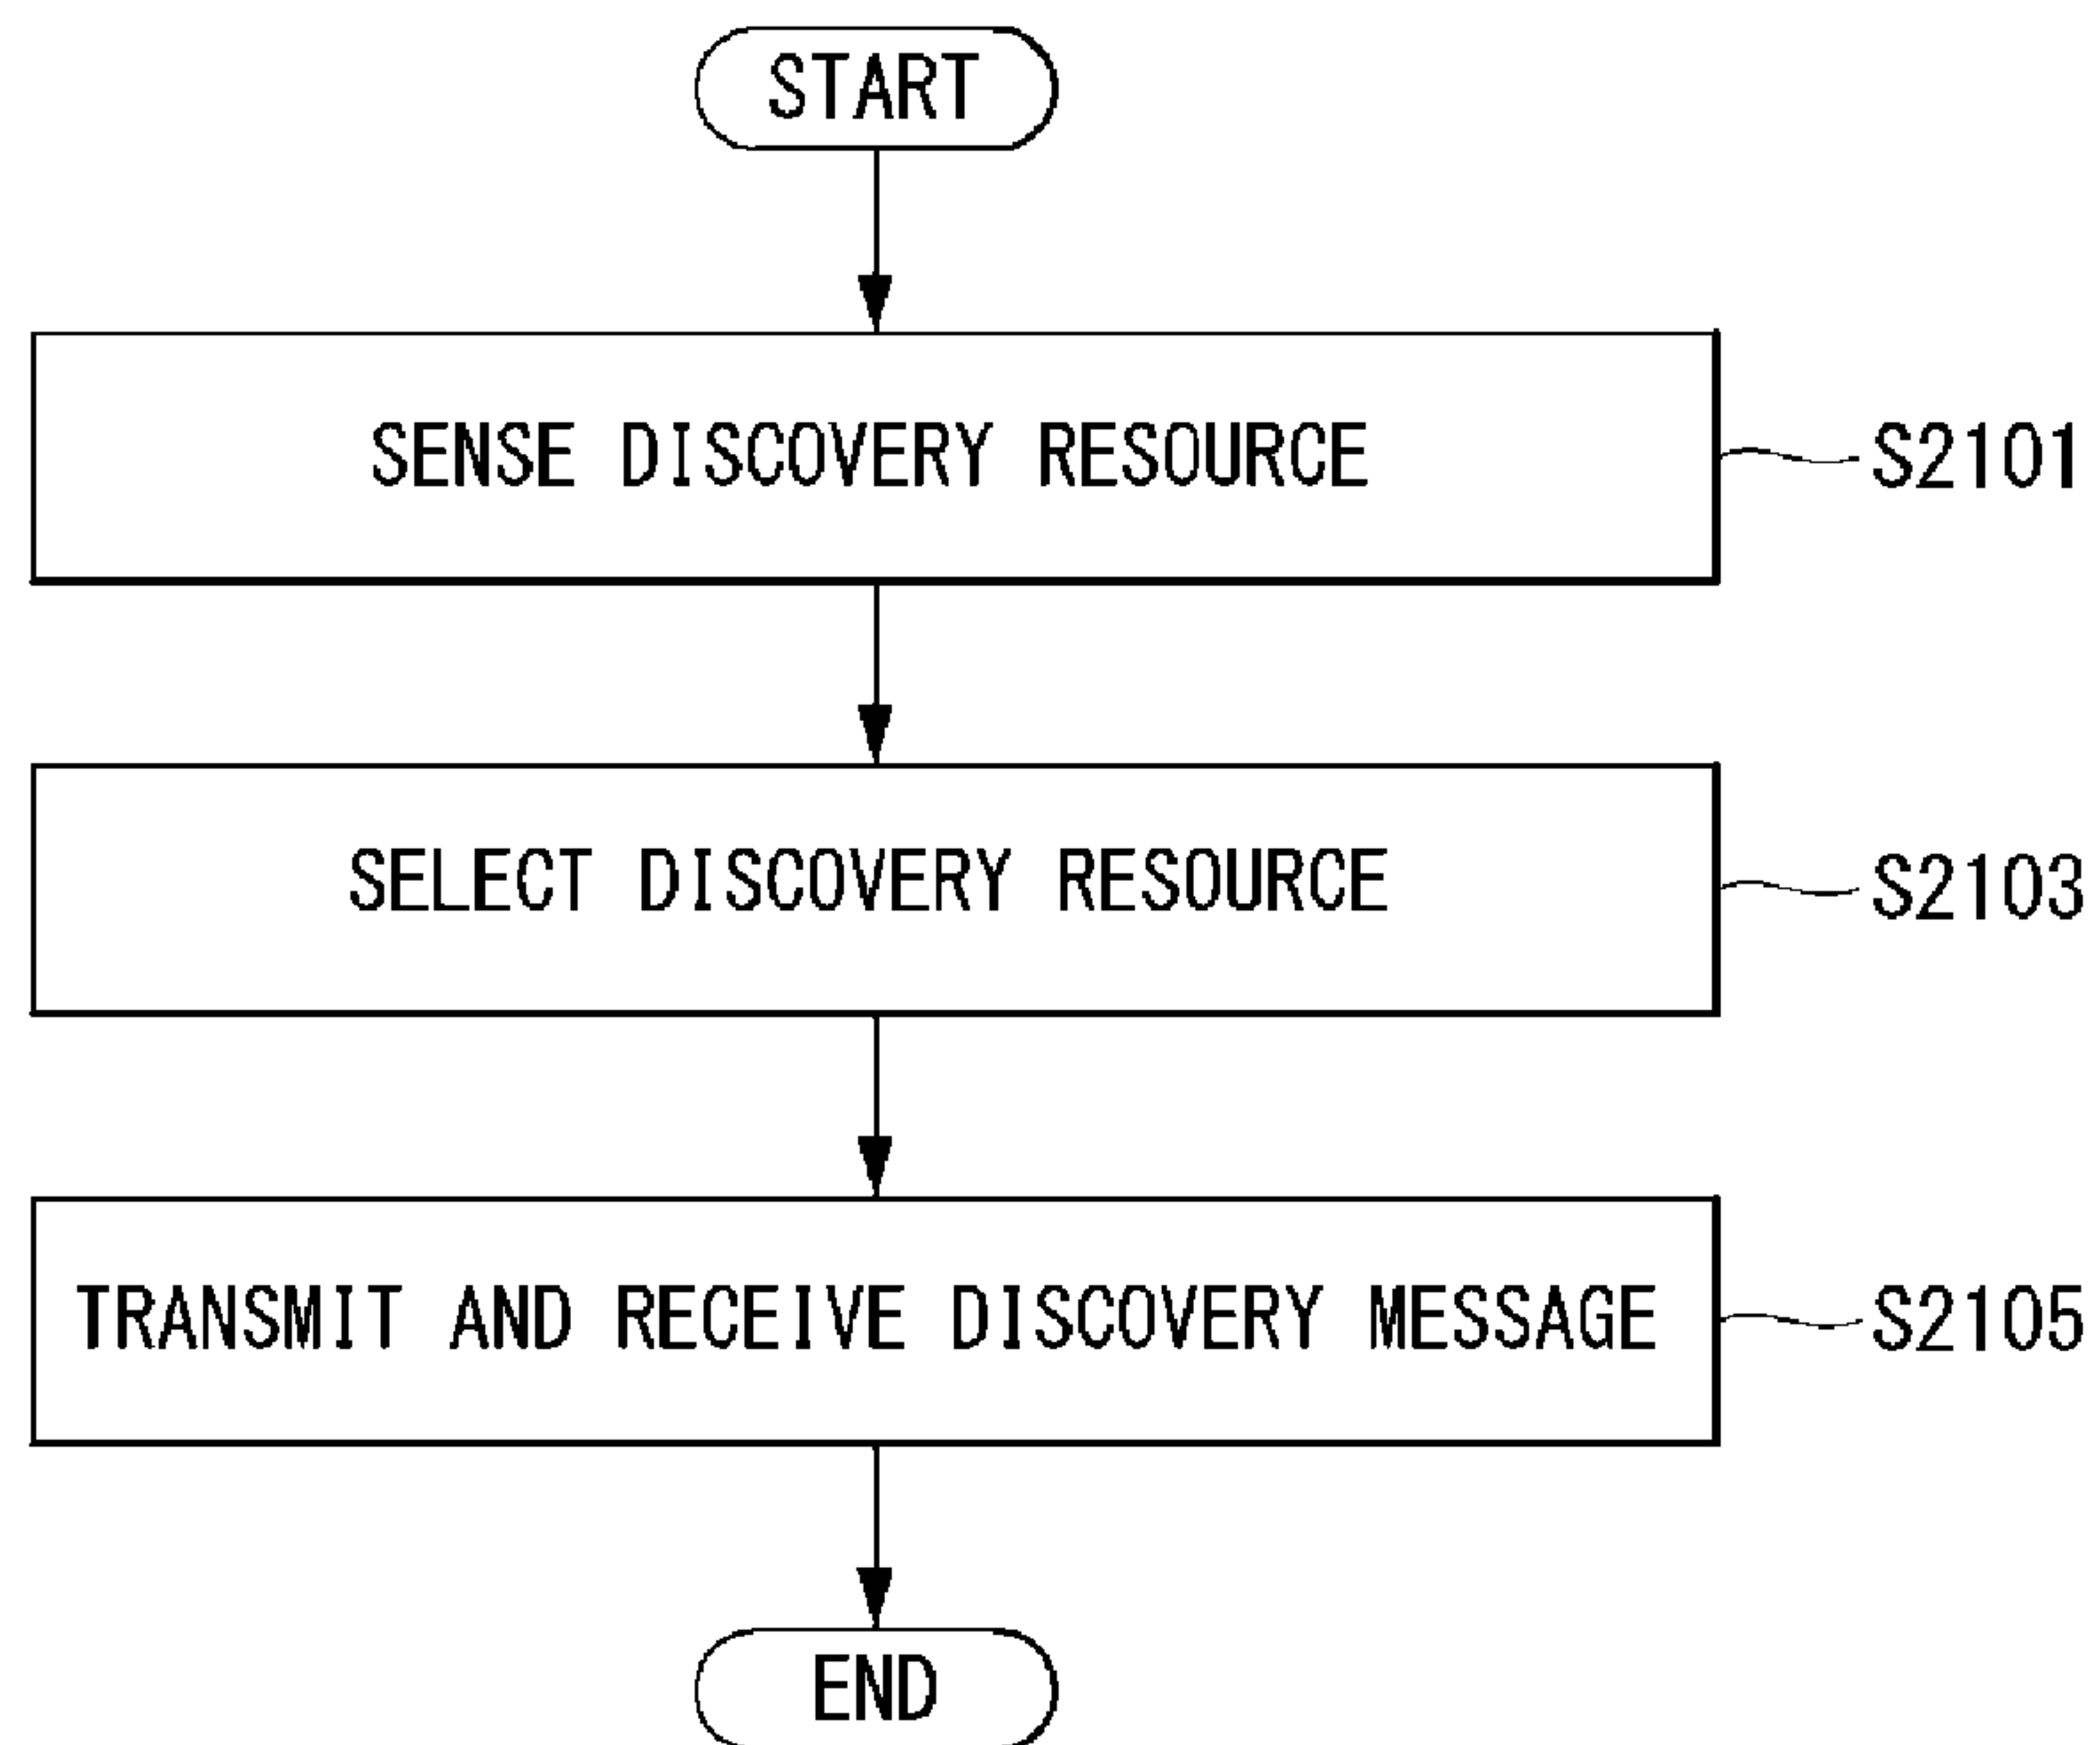 START
SENSE DISCOVERY RESOURCE
S2101
SELECT DISCOVERY RESOURCE
S2103
TRANSMIT AND RECEIVE DISCOVERY MESSAGE
S2105
END